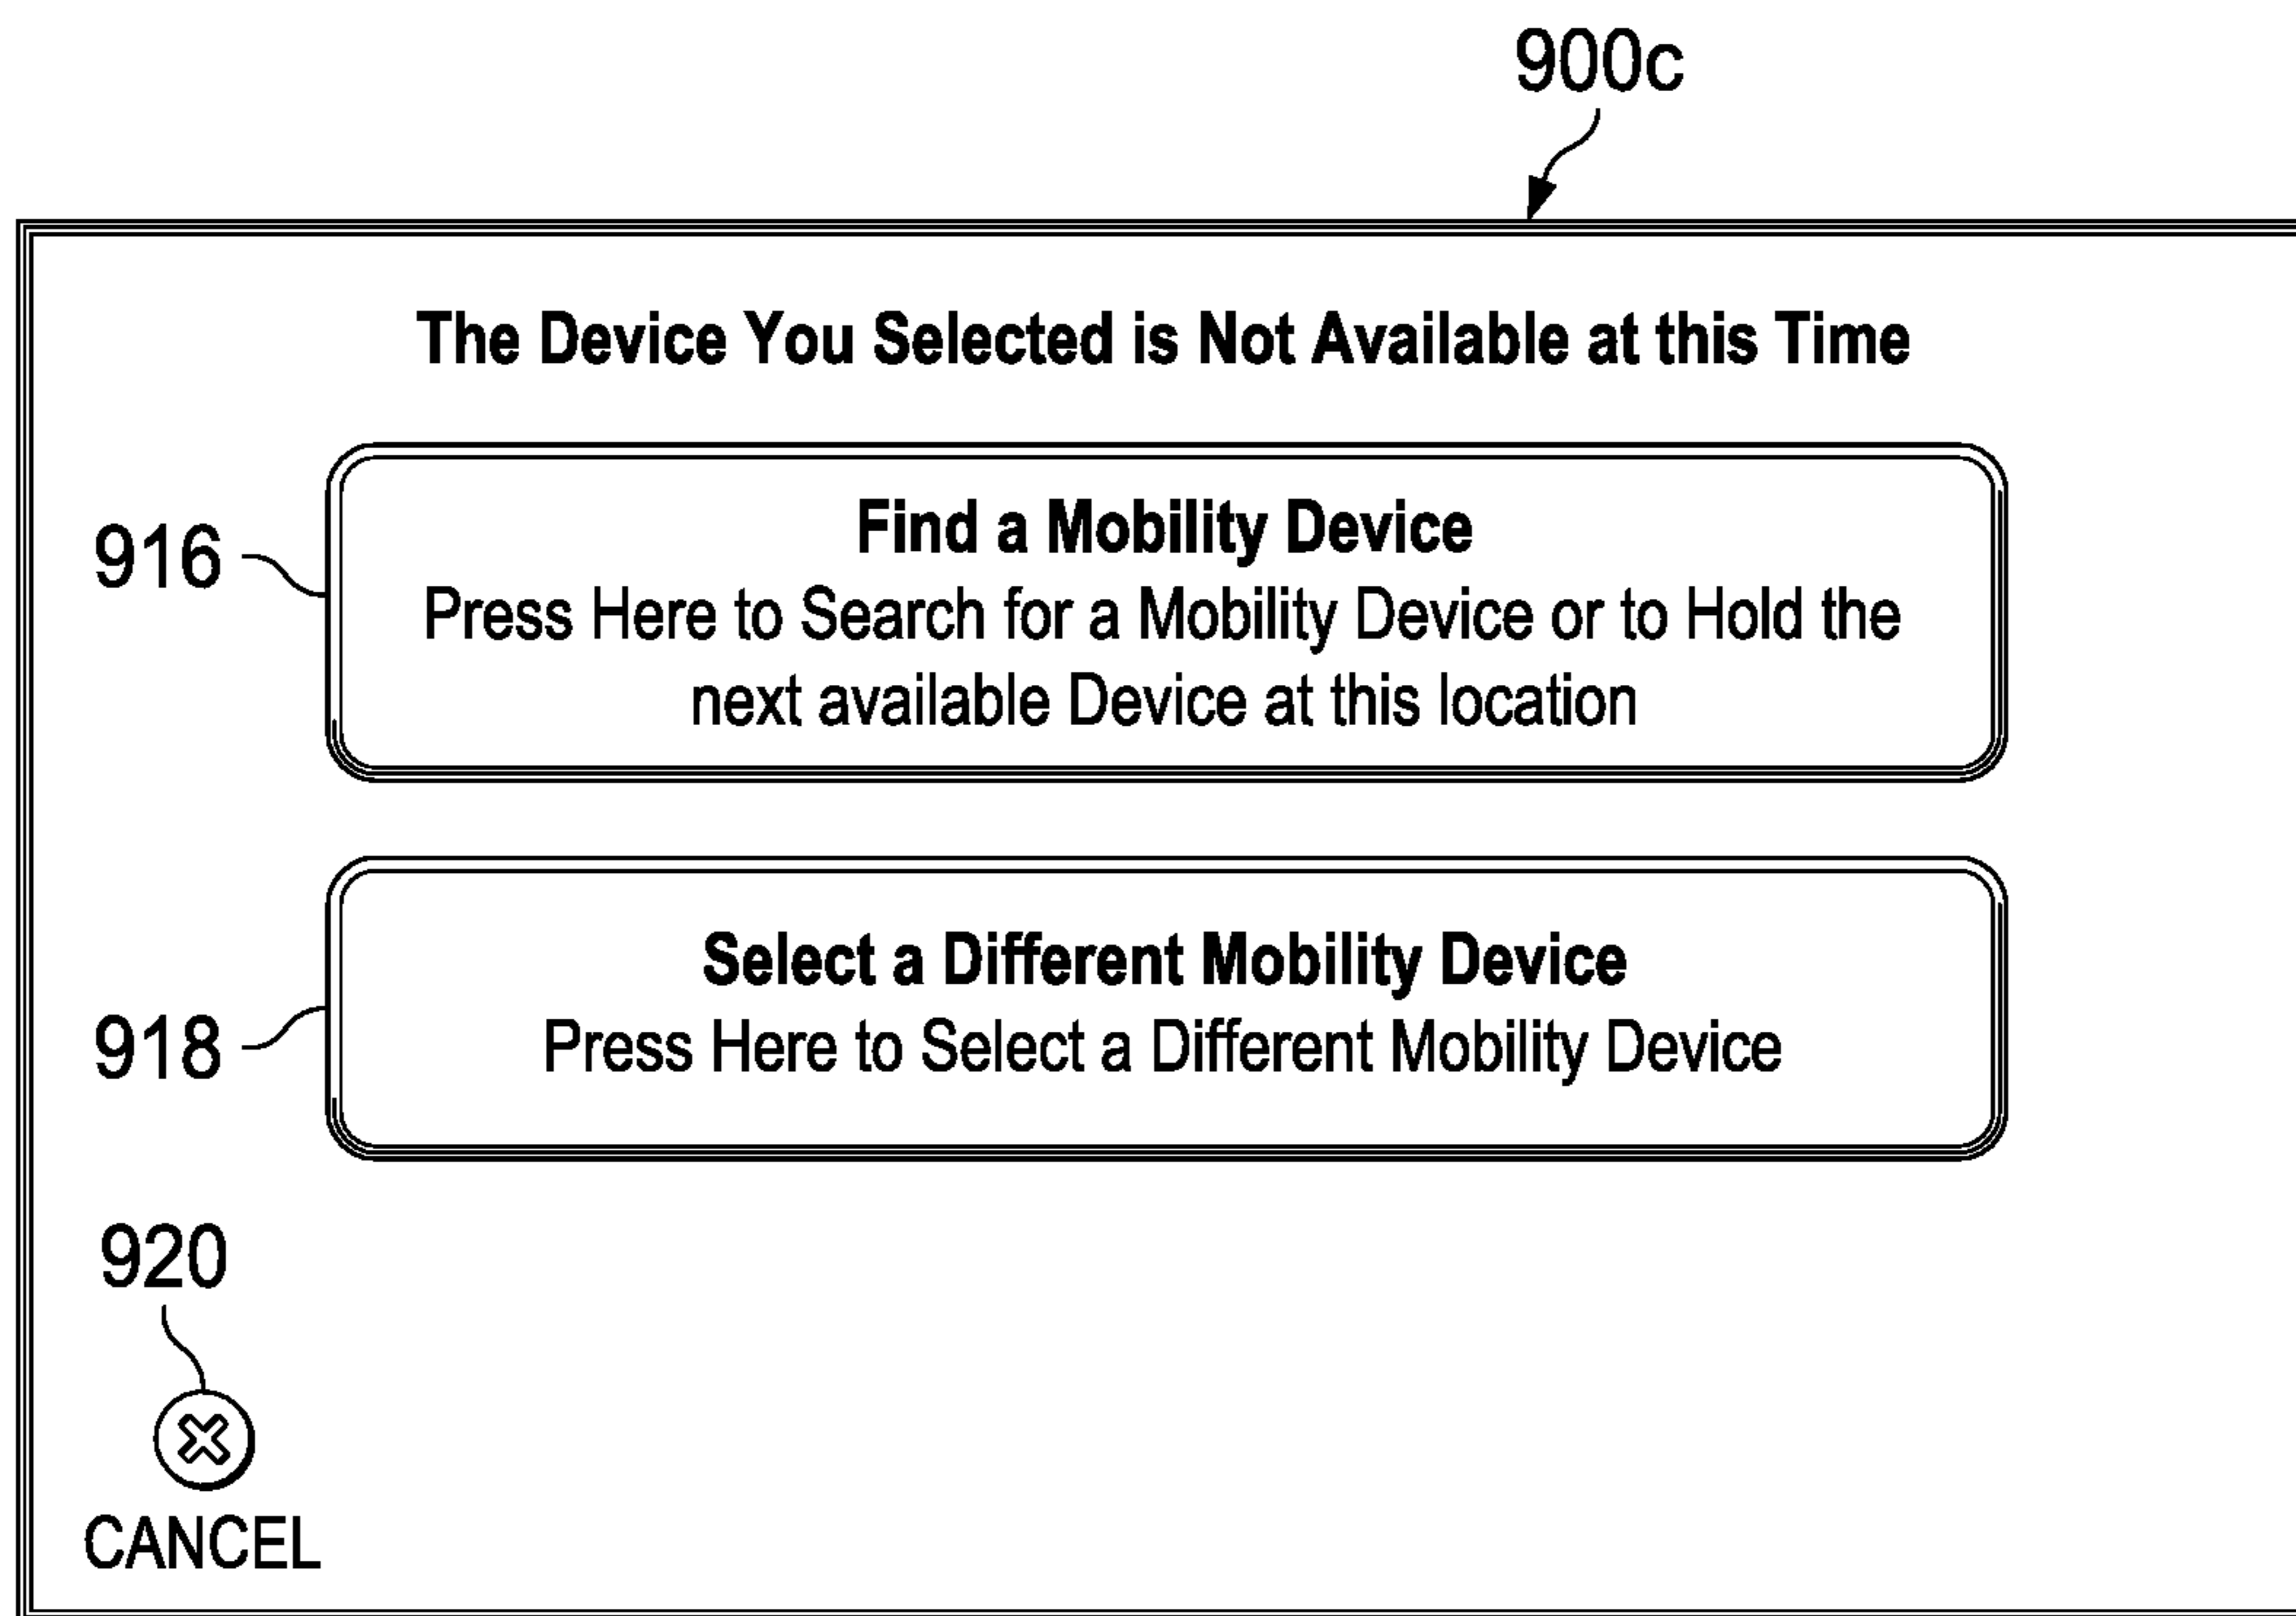 900c
The Device You Selected is Not Available at this Time
916
Find a Mobility Device
Press Here to Search for a Mobility Device or to Hold the
next available Device at this location
918
Select a Different Mobility Device
Press Here to Select a Different Mobility Device
920
CANCEL